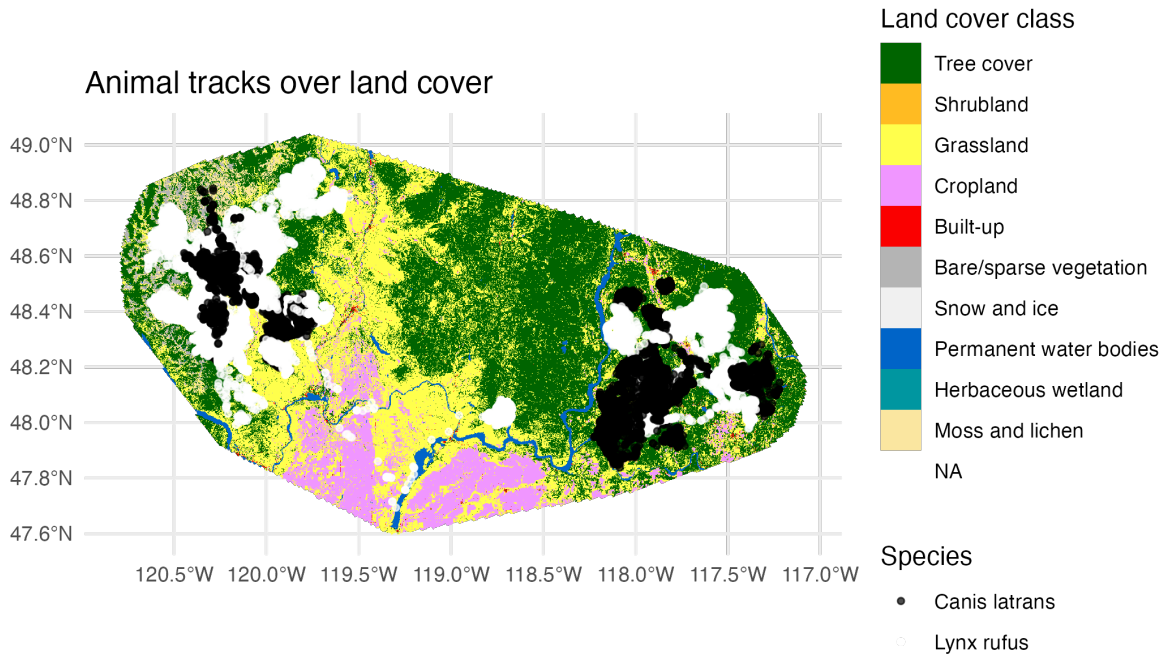 Animal tracks over land cover
49.0°N
48.8°N
48.6°N
48.4°N
48.2°N
48.0°N
47.8°N
47.6°N
120.5°W 120.0°W 119.5°W 119.0°W 118.5°W 118.0°W 117.5°W 117.0°W
Land cover class
Tree cover
Shrubland
Grassland
Cropland
Built-up
Bare/sparse vegetation
Snow and ice
Permanent water bodies
Herbaceous wetland
Moss and lichen
NA
Species
Canis latrans
Lynx rufus